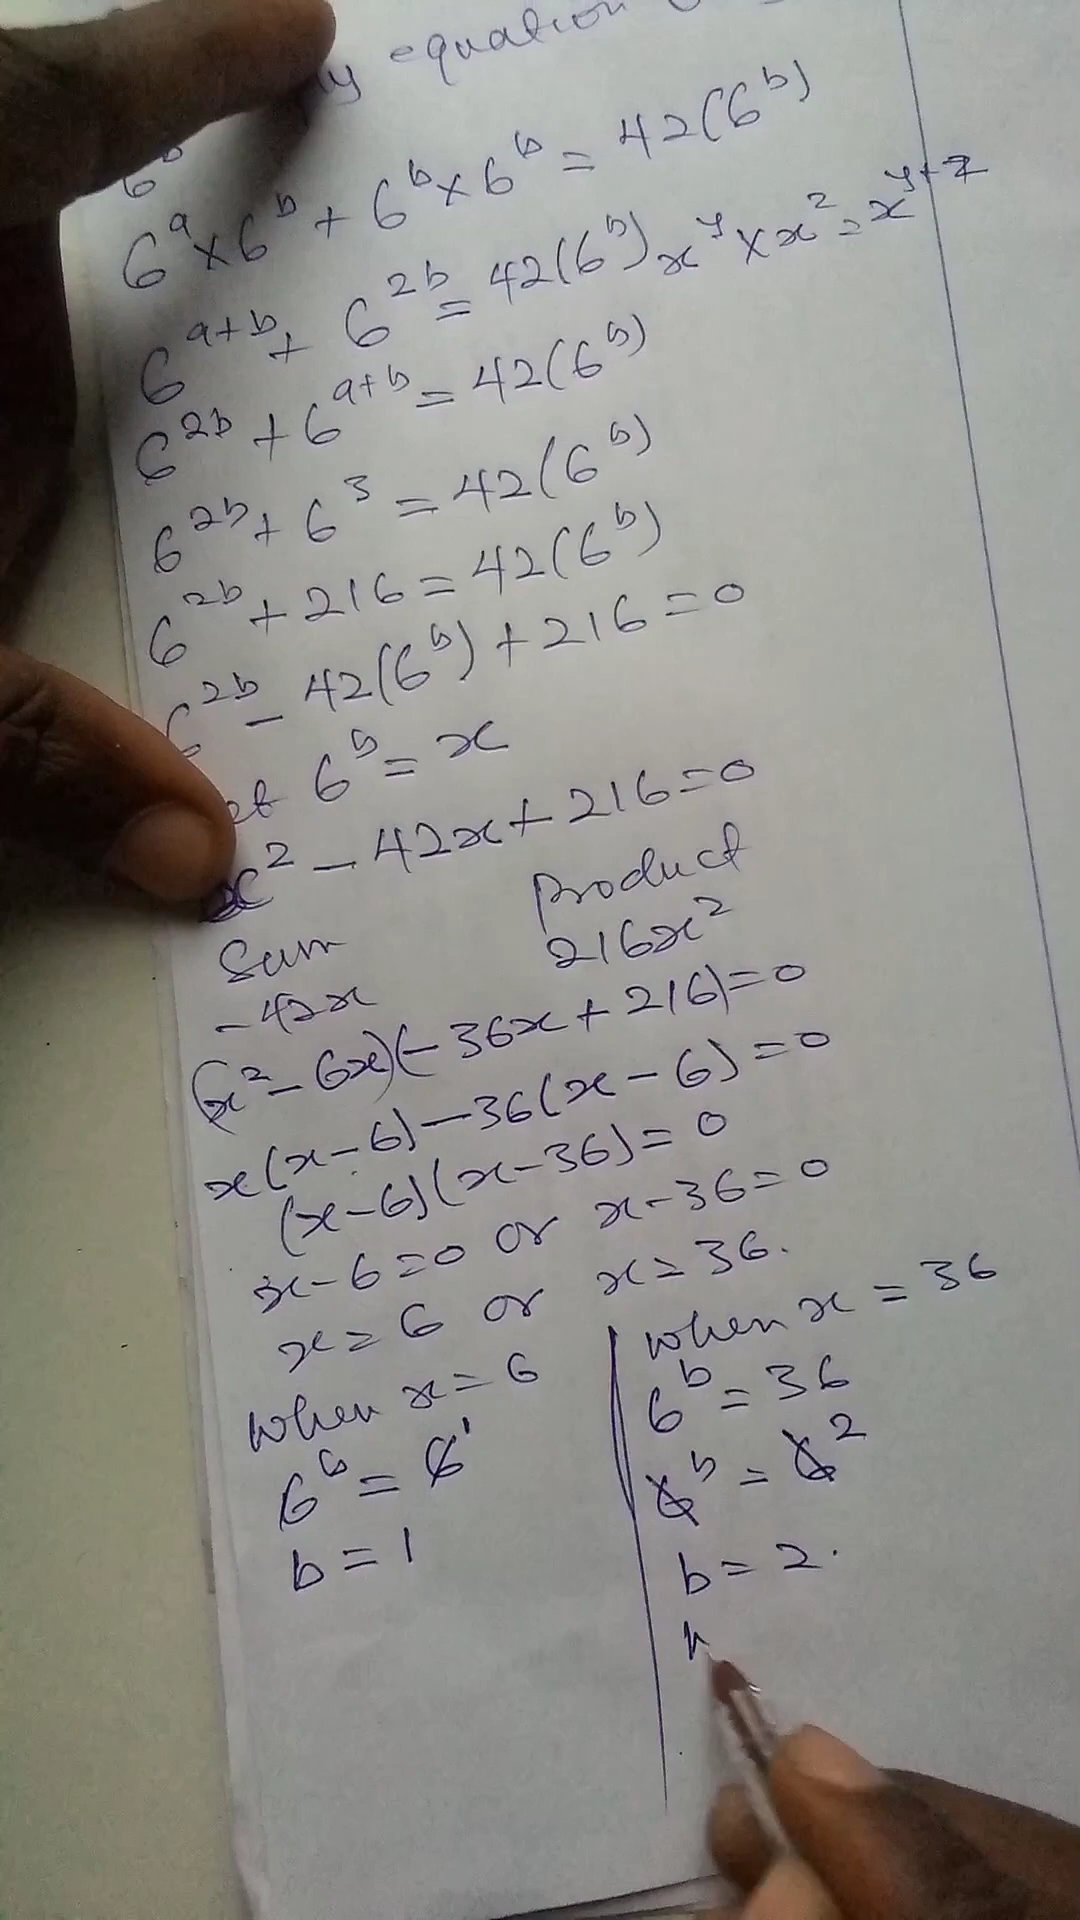 equation
6^b
6^a × 6^b + 6^b × 6^b = 42(6^b)
6^{a+b} + 6^{2b} = 42(6^b) x^y × x^z = x^{y+z}
6^{2b} + 6^{a+b} = 42(6^b)
6^{2b} + 6^3 = 42(6^b)
6^{2b} + 216 = 42(6^b)
6^{2b} - 42(6^b) + 216 = 0
6^b = x
x^2 - 42x + 216 = 0
Sum Product
-42x 216x^2
(x^2 - 6x)(-36x + 216) = 0
x(x - 6) - 36(x - 6) = 0
(x - 6)(x - 36) = 0
x - 6 = 0 or x - 36 = 0
x = 6 or x = 36.
When x = 6
6^b = 6^1
b = 1
when x = 36
6^b = 36
6^b = 6^2
b = 2.